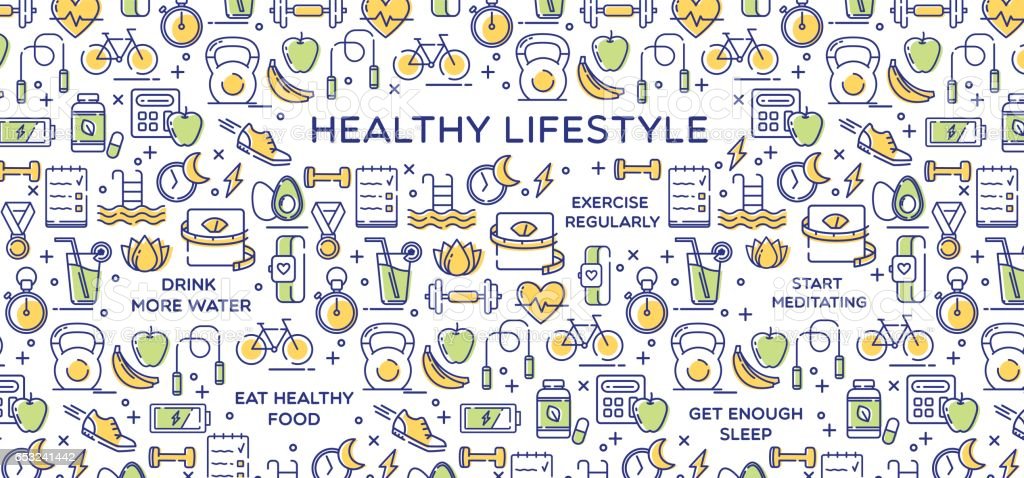 HEALTHY LIFESTYLE
EXERCISE
REGULARLY
DRINK
MORE WATER
START
MEDITATING
EAT HEALTHY
FOOD
GET ENOUGH
SLEEP
iStock
by Getty Images™
653241442